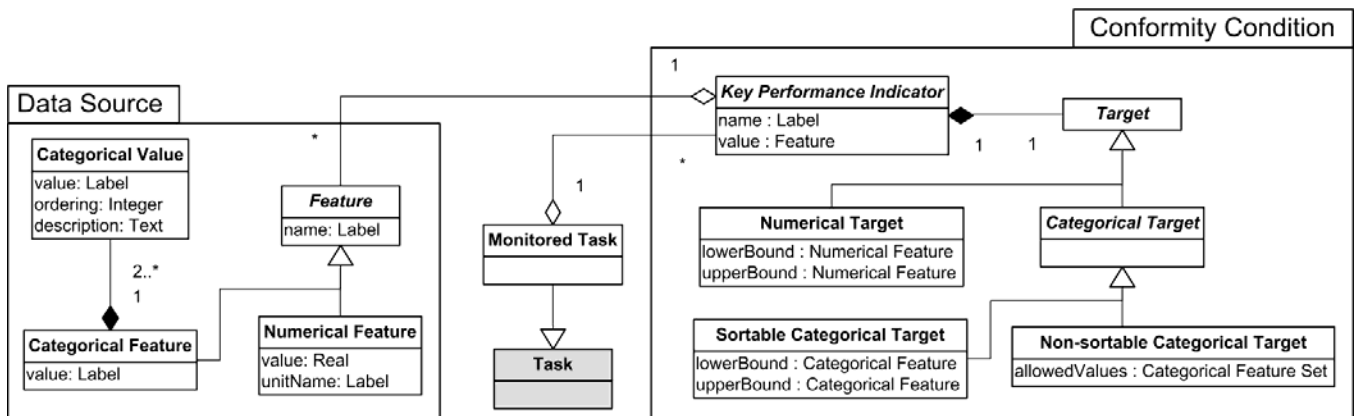 Conformity Condition
Data Source
1
Key Performance Indicator
name : Label
value : Feature
1
1
Target
*
*
Categorical Value
value: Label
ordering: Integer
description: Text
2..*
1
Feature
name: Label
1
Monitored Task
Numerical Target
lowerBound : Numerical Feature
upperBound : Numerical Feature
Categorical Target
Categorical Feature
value: Label
Numerical Feature
value: Real
unitName: Label
Task
Sortable Categorical Target
lowerBound : Categorical Feature
upperBound : Categorical Feature
Non-sortable Categorical Target
allowedValues : Categorical Feature Set